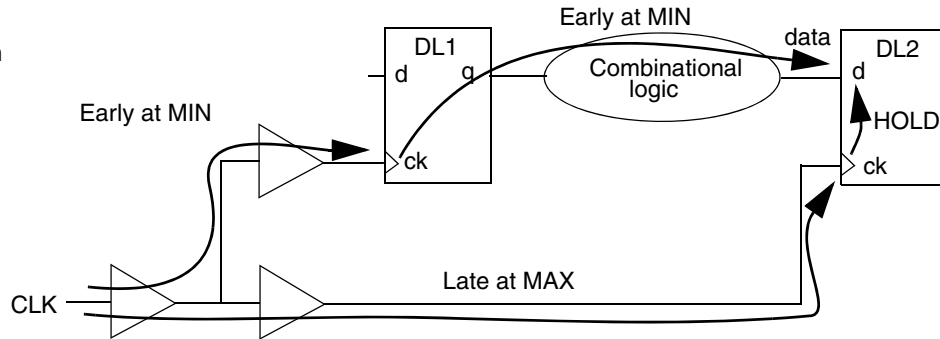 Early at MIN
DL1
data
DL2
d
q
Combinational
logic
d
Early at MIN
HOLD
ck
ck
Late at MAX
CLK